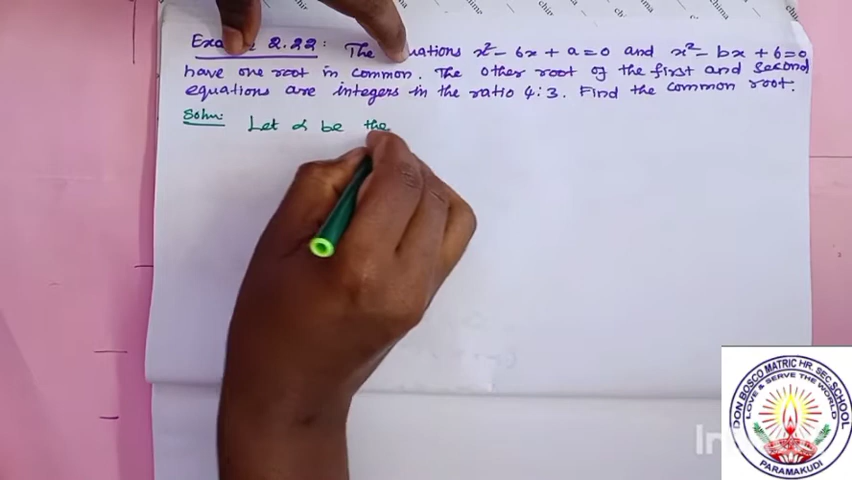 2.22: The x² - 6x + a = 0 and x² - bx + 6 = 0
have one root in common. The other root of the first and second
equations are integers in the ratio 4:3. Find the common root.
Soln: Let α be the
DON BOSCO MATRIC HR. SEC SCHOOL
LOVE & SERVE THE WORLD
PARAMAKUDI